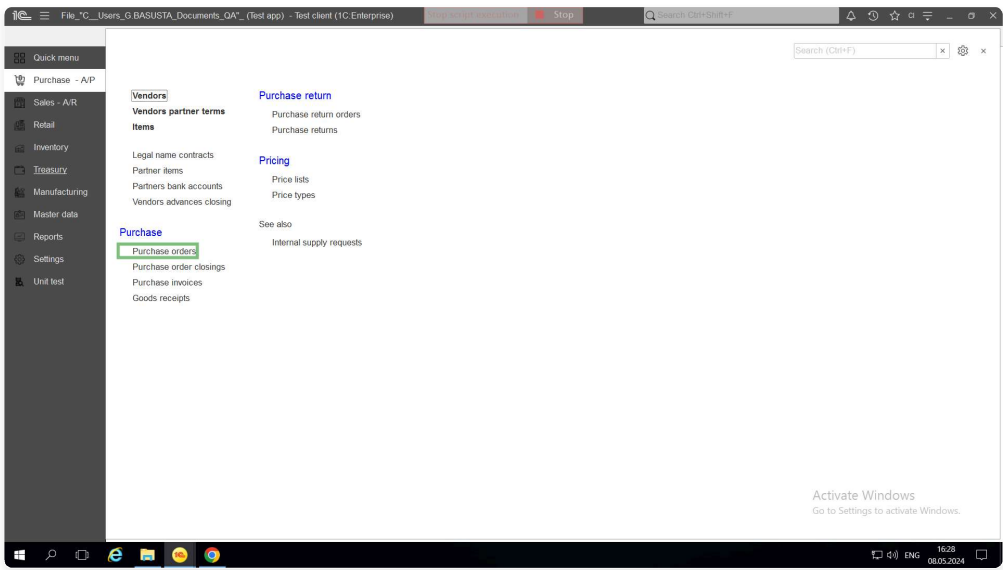 File_"C__Users_G.BASUSTA_Documents_QA"_ (Test app) - Test client (1C:Enterprise)
Stop
Search Ctrl+Shift+F
Search (Ctrl+F)
Quick menu
Purchase - A/P
Sales - A/R
Retail
Inventory
Treasury
Manufacturing
Master data
Reports
Settings
Unit test
Vendors
Vendors partner terms
Items
Legal name contracts
Partner items
Partners bank accounts
Vendors advances closing
Purchase
Purchase orders
Purchase order closings
Purchase invoices
Goods receipts
Purchase return
Purchase return orders
Purchase returns
Pricing
Price lists
Price types
See also
Internal supply requests
Activate Windows
Go to Settings to activate Windows.
ENG
16:28
08.05.2024